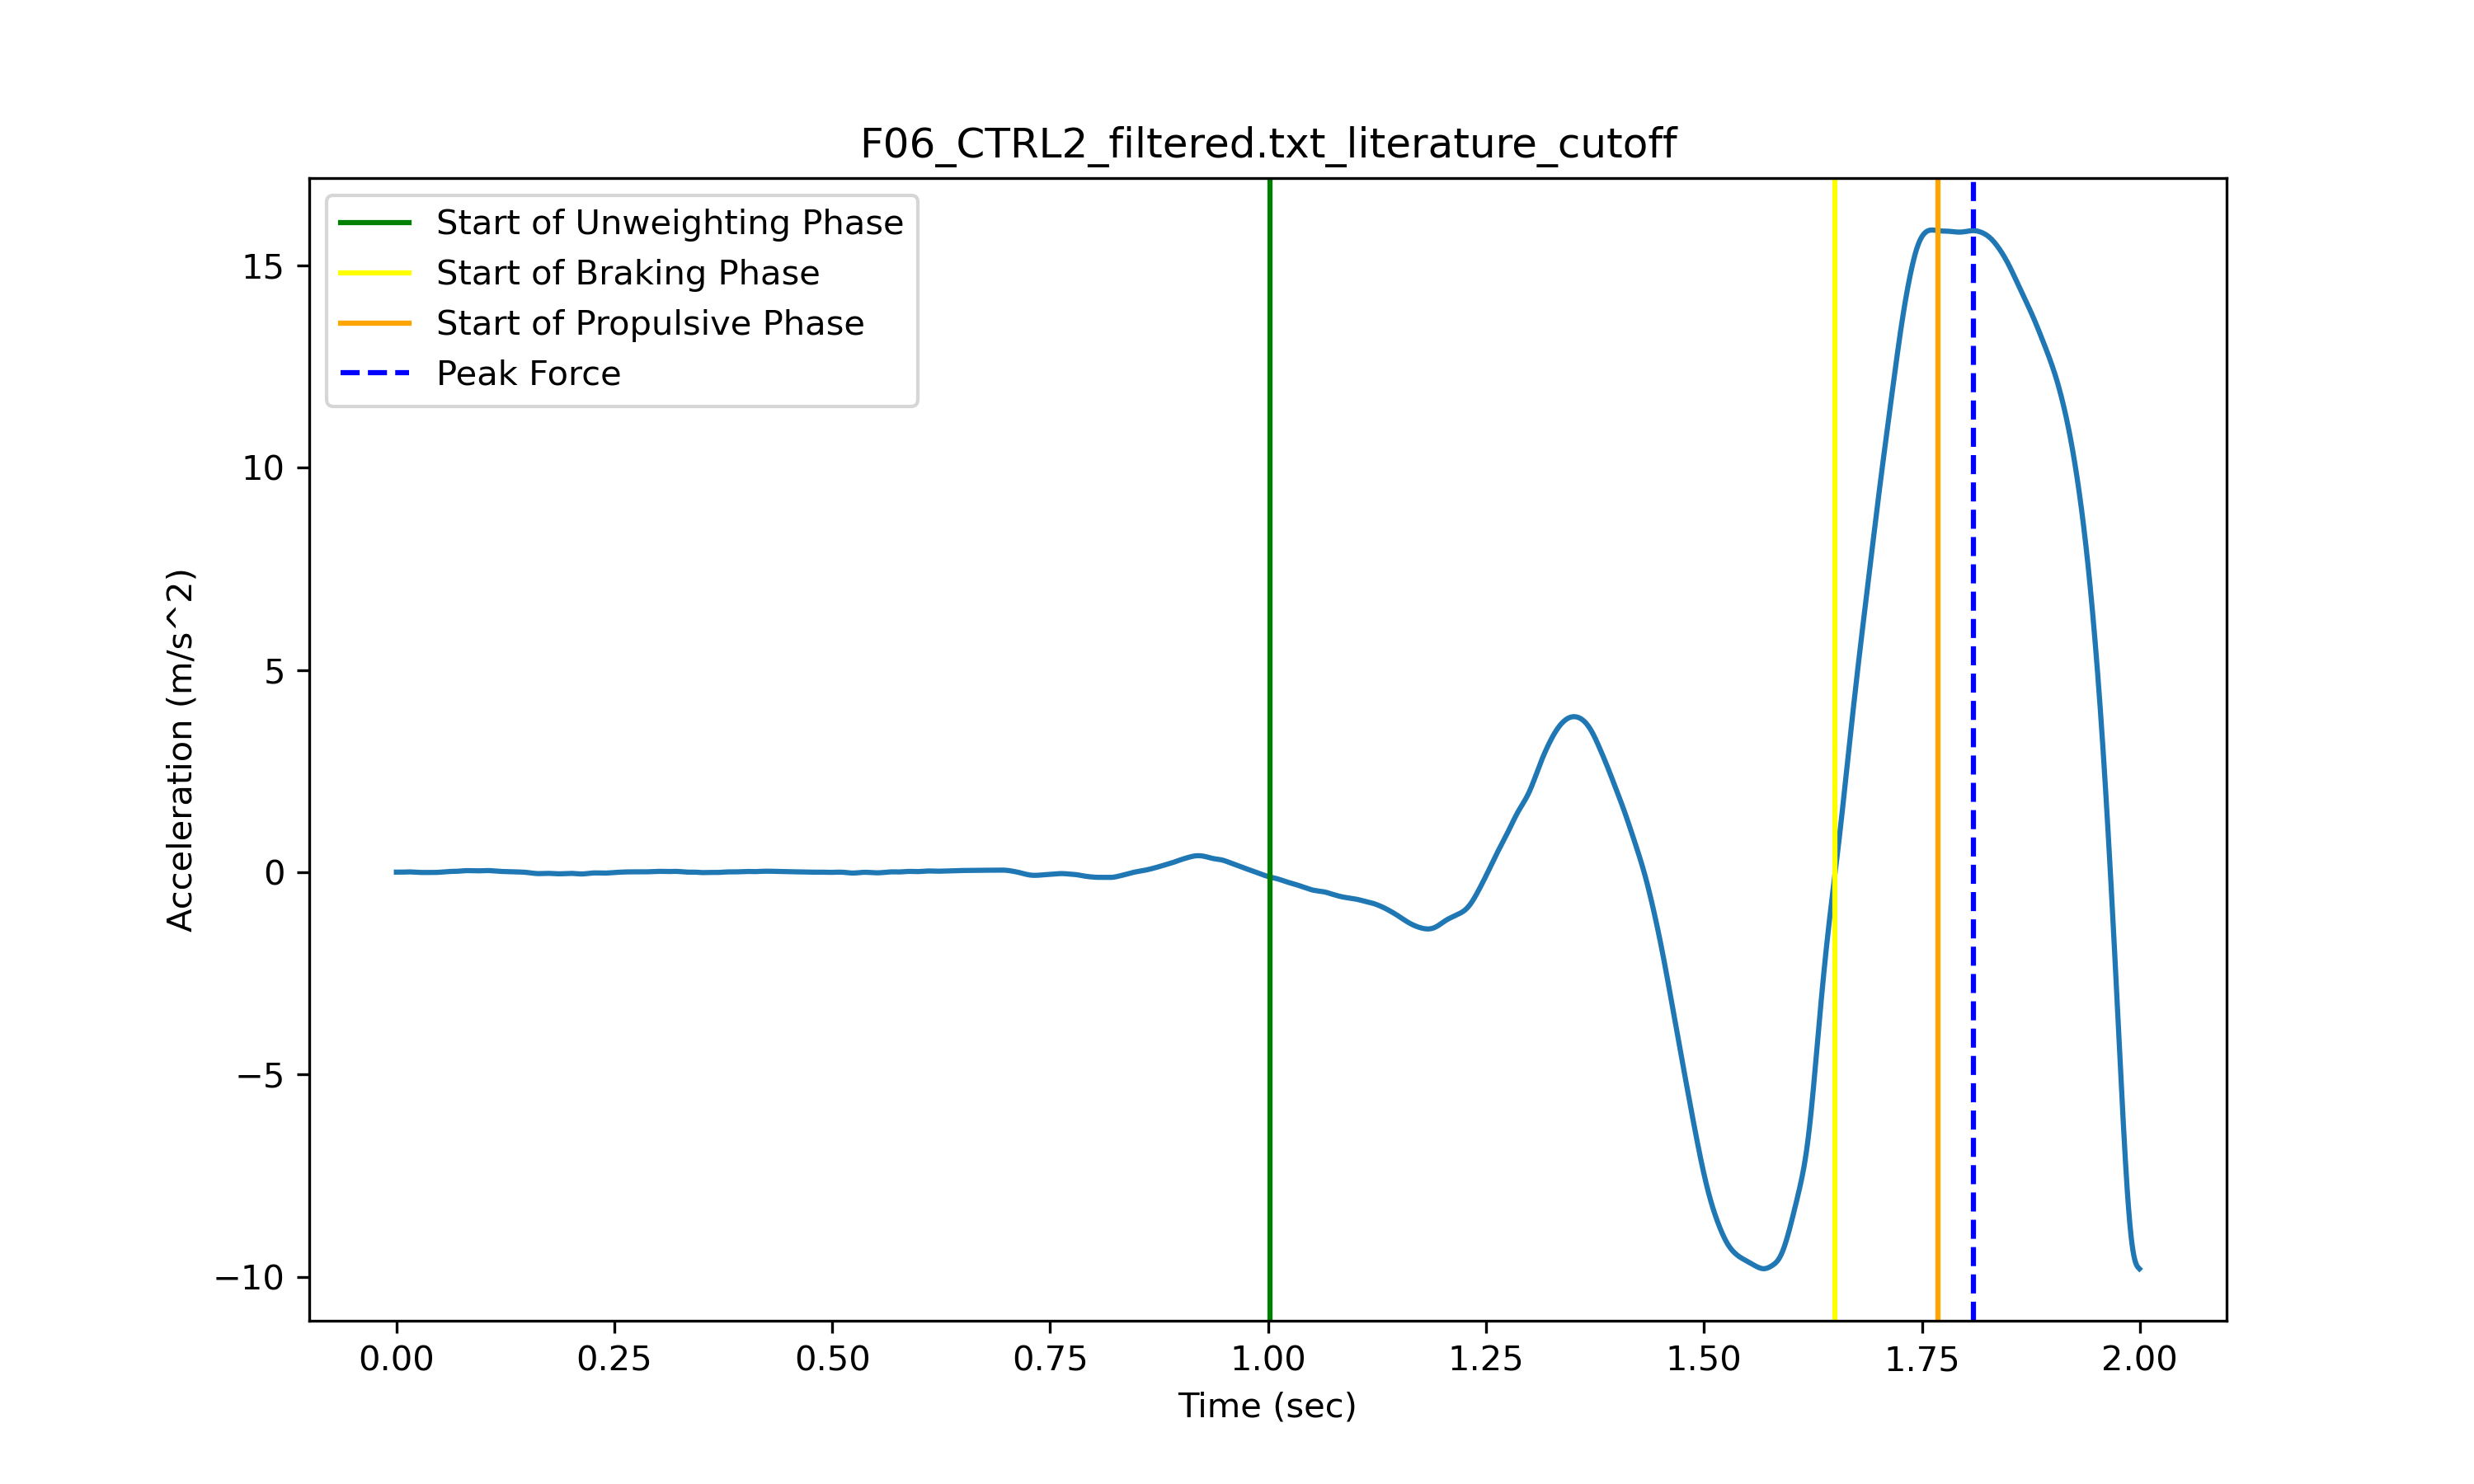 F06_CTRL2_filtered.txt_literature_cutoff
Start of Unweighting Phase
Start of Braking Phase
Start of Propulsive Phase
Peak Force
15
10
5
0
−5
−10
Acceleration (m/s^2)
0.00 0.25 0.50 0.75 1.00 1.25 1.50 1.75 2.00
Time (sec)